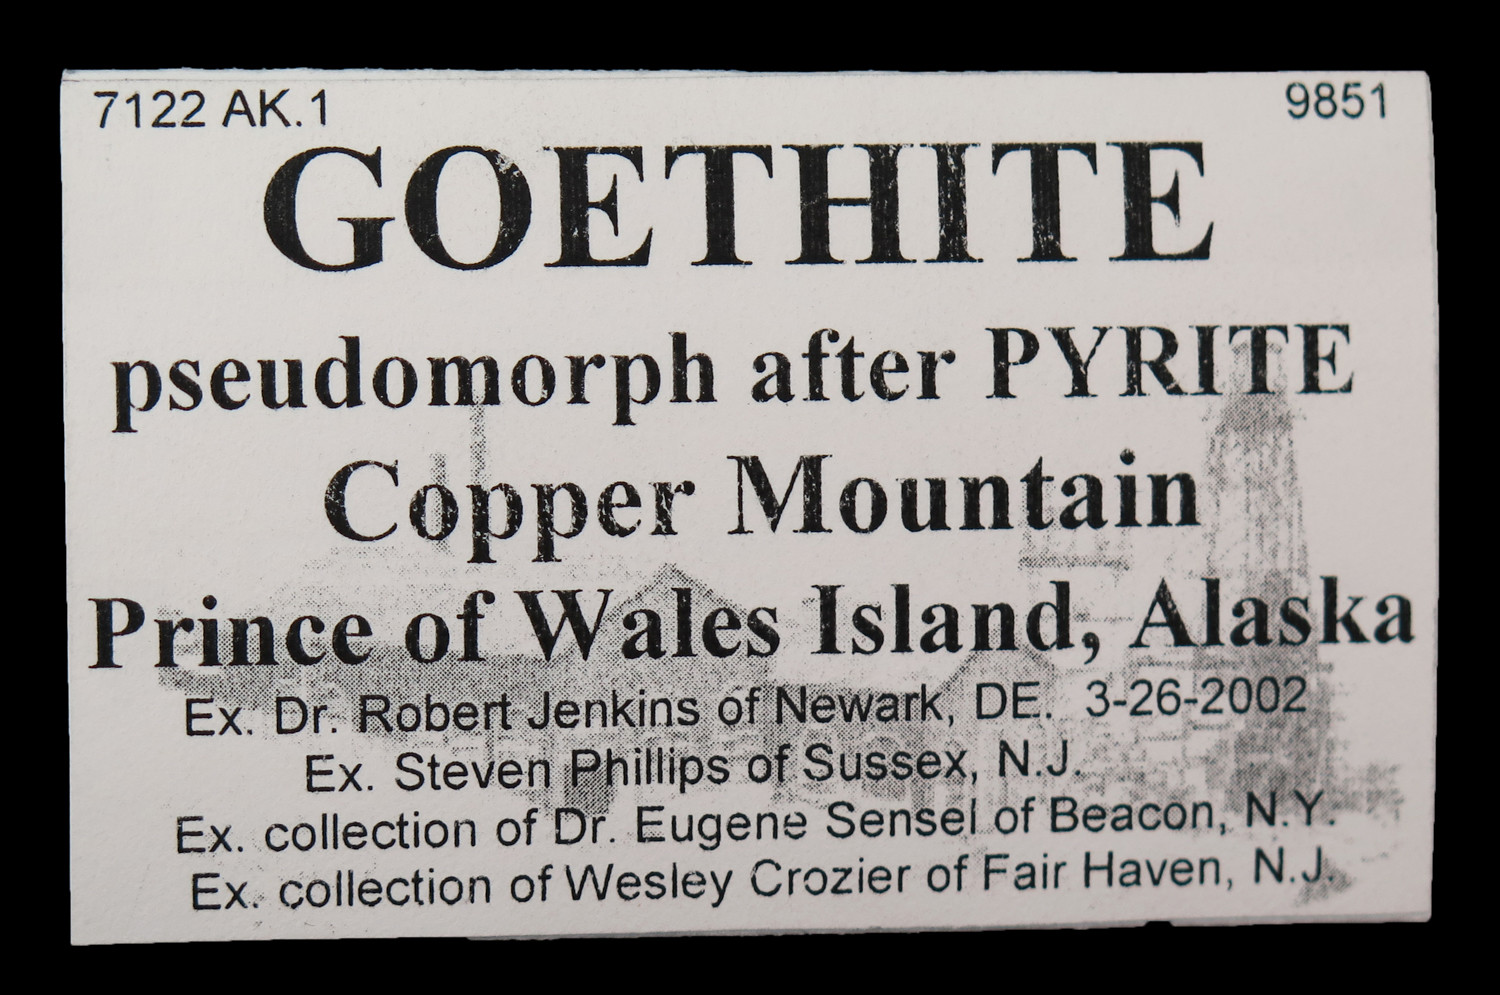 7122 AK.1 9851
GOETHITE
pseudomorph after PYRITE
Copper Mountain
Prince of Wales Island, Alaska
Ex. Dr. Robert Jenkins of Newark, DE. 3-26-2002
Ex. Steven Phillips of Sussex, N.J.
Ex. collection of Dr. Eugene Sensel of Beacon, N.Y.
Ex. collection of Wesley Crozier of Fair Haven, N.J.